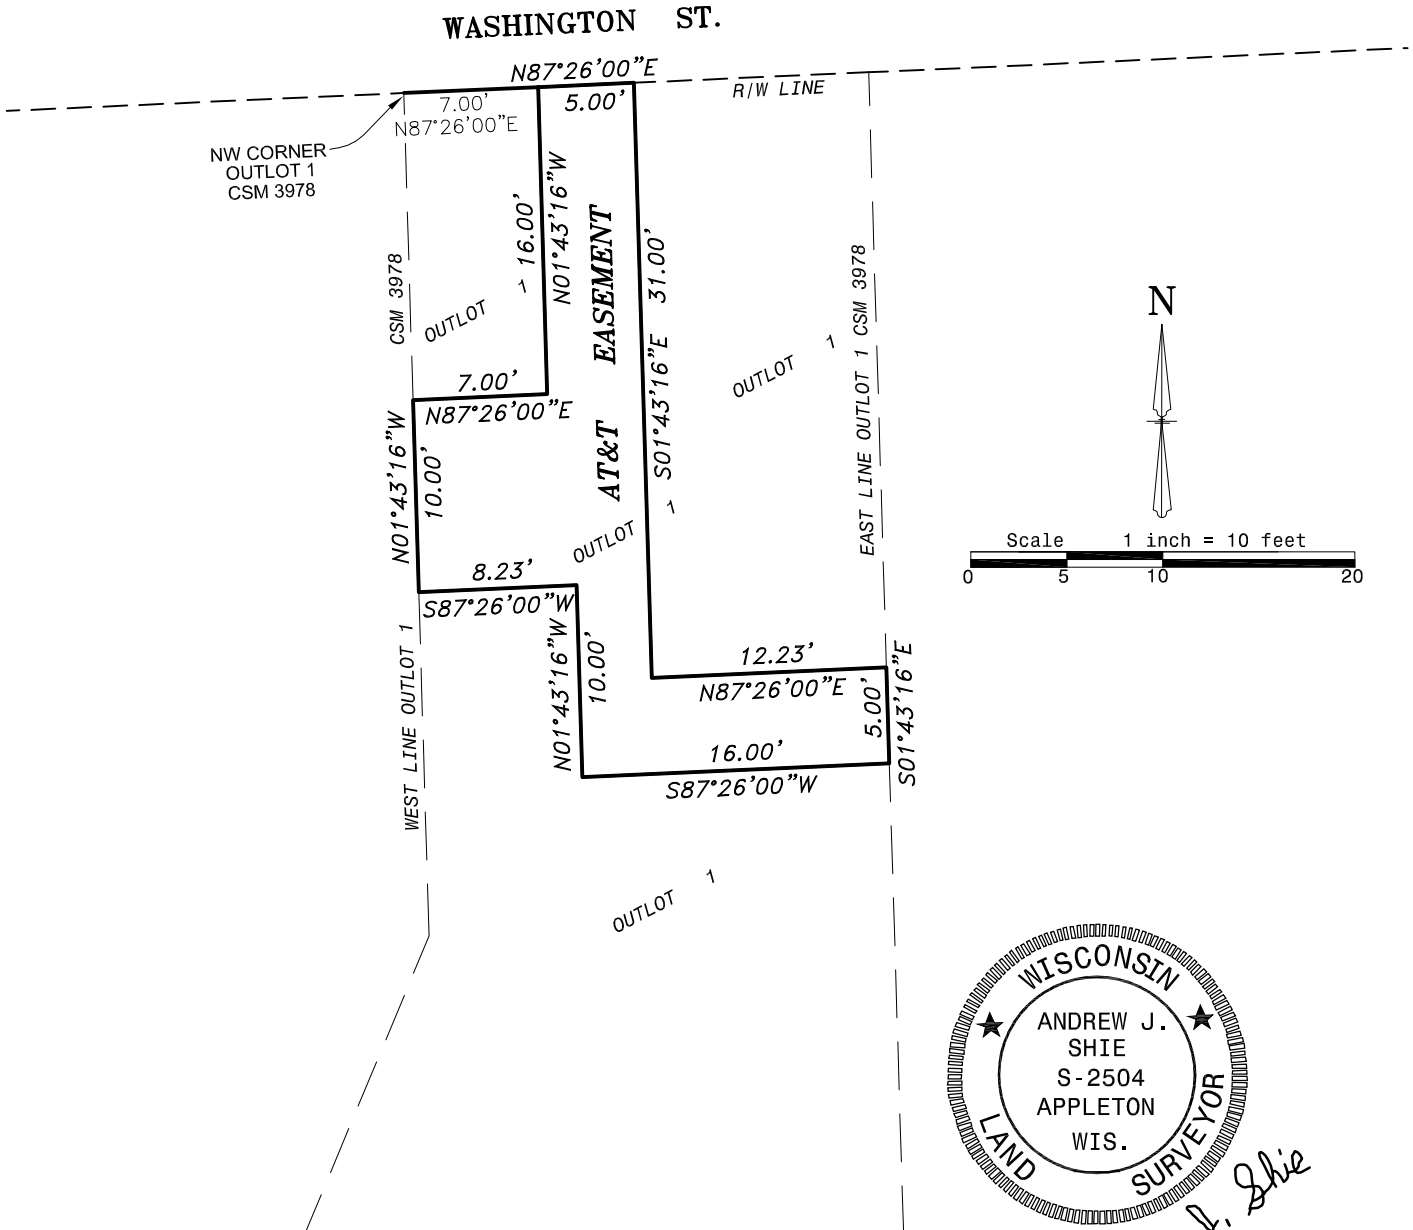 WASHINGTON ST.
N87°26'00"E
7.00'
N87°26'00"E
5.00'
R/W LINE
NW CORNER
OUTLOT 1
CSM 3978
CSM 3978
OUTLOT 1
16.00'
N01°43'16"W
AT&T EASEMENT
S01°43'16"E 31.00'
OUTLOT 1
EAST LINE OUTLOT 1 CSM 3978
N
7.00'
N87°26'00"E
N01°43'16"W
10.00'
OUTLOT 1
Scale 1 inch = 10 feet
0 5 10 20
8.23'
S87°26'00"W
WEST LINE OUTLOT 1
N01°43'16"W
10.00'
12.23'
N87°26'00"E
5.00'
S01°43'16"E
16.00'
S87°26'00"W
OUTLOT 1
WISCONSIN
ANDREW J.
SHIE
S-2504
APPLETON
WIS.
LAND SURVEYOR
Shie